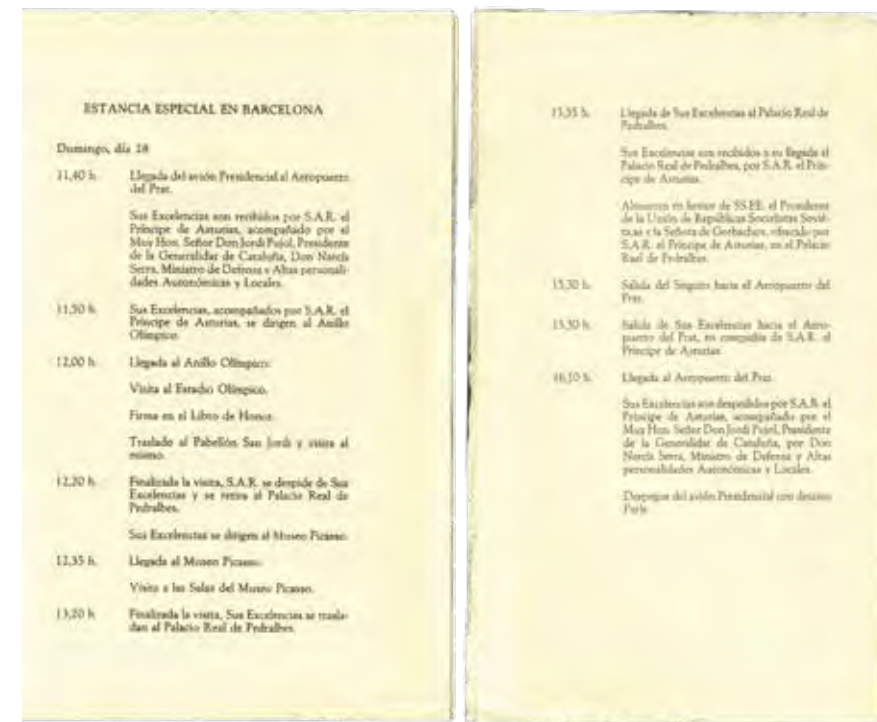 ESTANCIA ESPECIAL EN BARCELONA
Domingo, día 28
11,40 h. Llegada del avión Presidencial al Aeropuerto
del Prat.
Sus Excelencias son recibidos por S.A.R. el
Príncipe de Asturias, acompañado por el
Muy Hon. Señor Don Jordi Pujol, Presidente
de la Generalidat de Cataluña, Don Narcís
Serra, Ministro de Defensa y Altas personali-
dades Autonómicas y Locales.
11,50 h. Sus Excelencias, acompañados por S.A.R. el
Príncipe de Asturias, se dirigen al Anillo
Olímpico.
12,00 h. Llegada al Anillo Olímpico.
Visita al Estadio Olímpico.
Firma en el Libro de Honor.
Traslado al Pabellón San Jordi y visita al
mismo.
12,20 h. Finalizada la visita, S.A.R. se despide de Sus
Excelencias y se retira al Palacio Real de
Pedralbes.
Sus Excelencias se dirigen al Museo Picasso.
12,35 h. Llegada al Museo Picasso.
Visita a las Salas del Museo Picasso.
13,20 h. Finalizada la visita, Sus Excelencias se trasla-
dan al Palacio Real de Pedralbes.
13,35 h. Llegada de Sus Excelencias al Palacio Real de
Pedralbes.
Sus Excelencias son recibidos a su llegada al
Palacio Real de Pedralbes, por S.A.R. el Prín-
cipe de Asturias.
Almuerzo en honor de SS.EE. el Presidente
de la Unión de Repúblicas Socialistas Sovié-
ticas y la Señora de Gorbachov, ofrecido por
S.A.R. el Príncipe de Asturias, en el Palacio
Real de Pedralbes.
15,30 h. Salida del Séquito hacia el Aeropuerto del
Prat.
15,50 h. Salida de Sus Excelencias hacia el Aero-
puerto del Prat, en compañía de S.A.R. el
Príncipe de Asturias.
16,10 h. Llegada al Aeropuerto del Prat.
Sus Excelencias son despedidos por S.A.R. el
Príncipe de Asturias, acompañado por el
Muy Hon. Señor Don Jordi Pujol, Presidente
de la Generalidat de Cataluña, por Don
Narcís Serra, Ministro de Defensa y Altas
personalidades Autonómicas y Locales.
Despegue del avión Presidencial con destino
París.